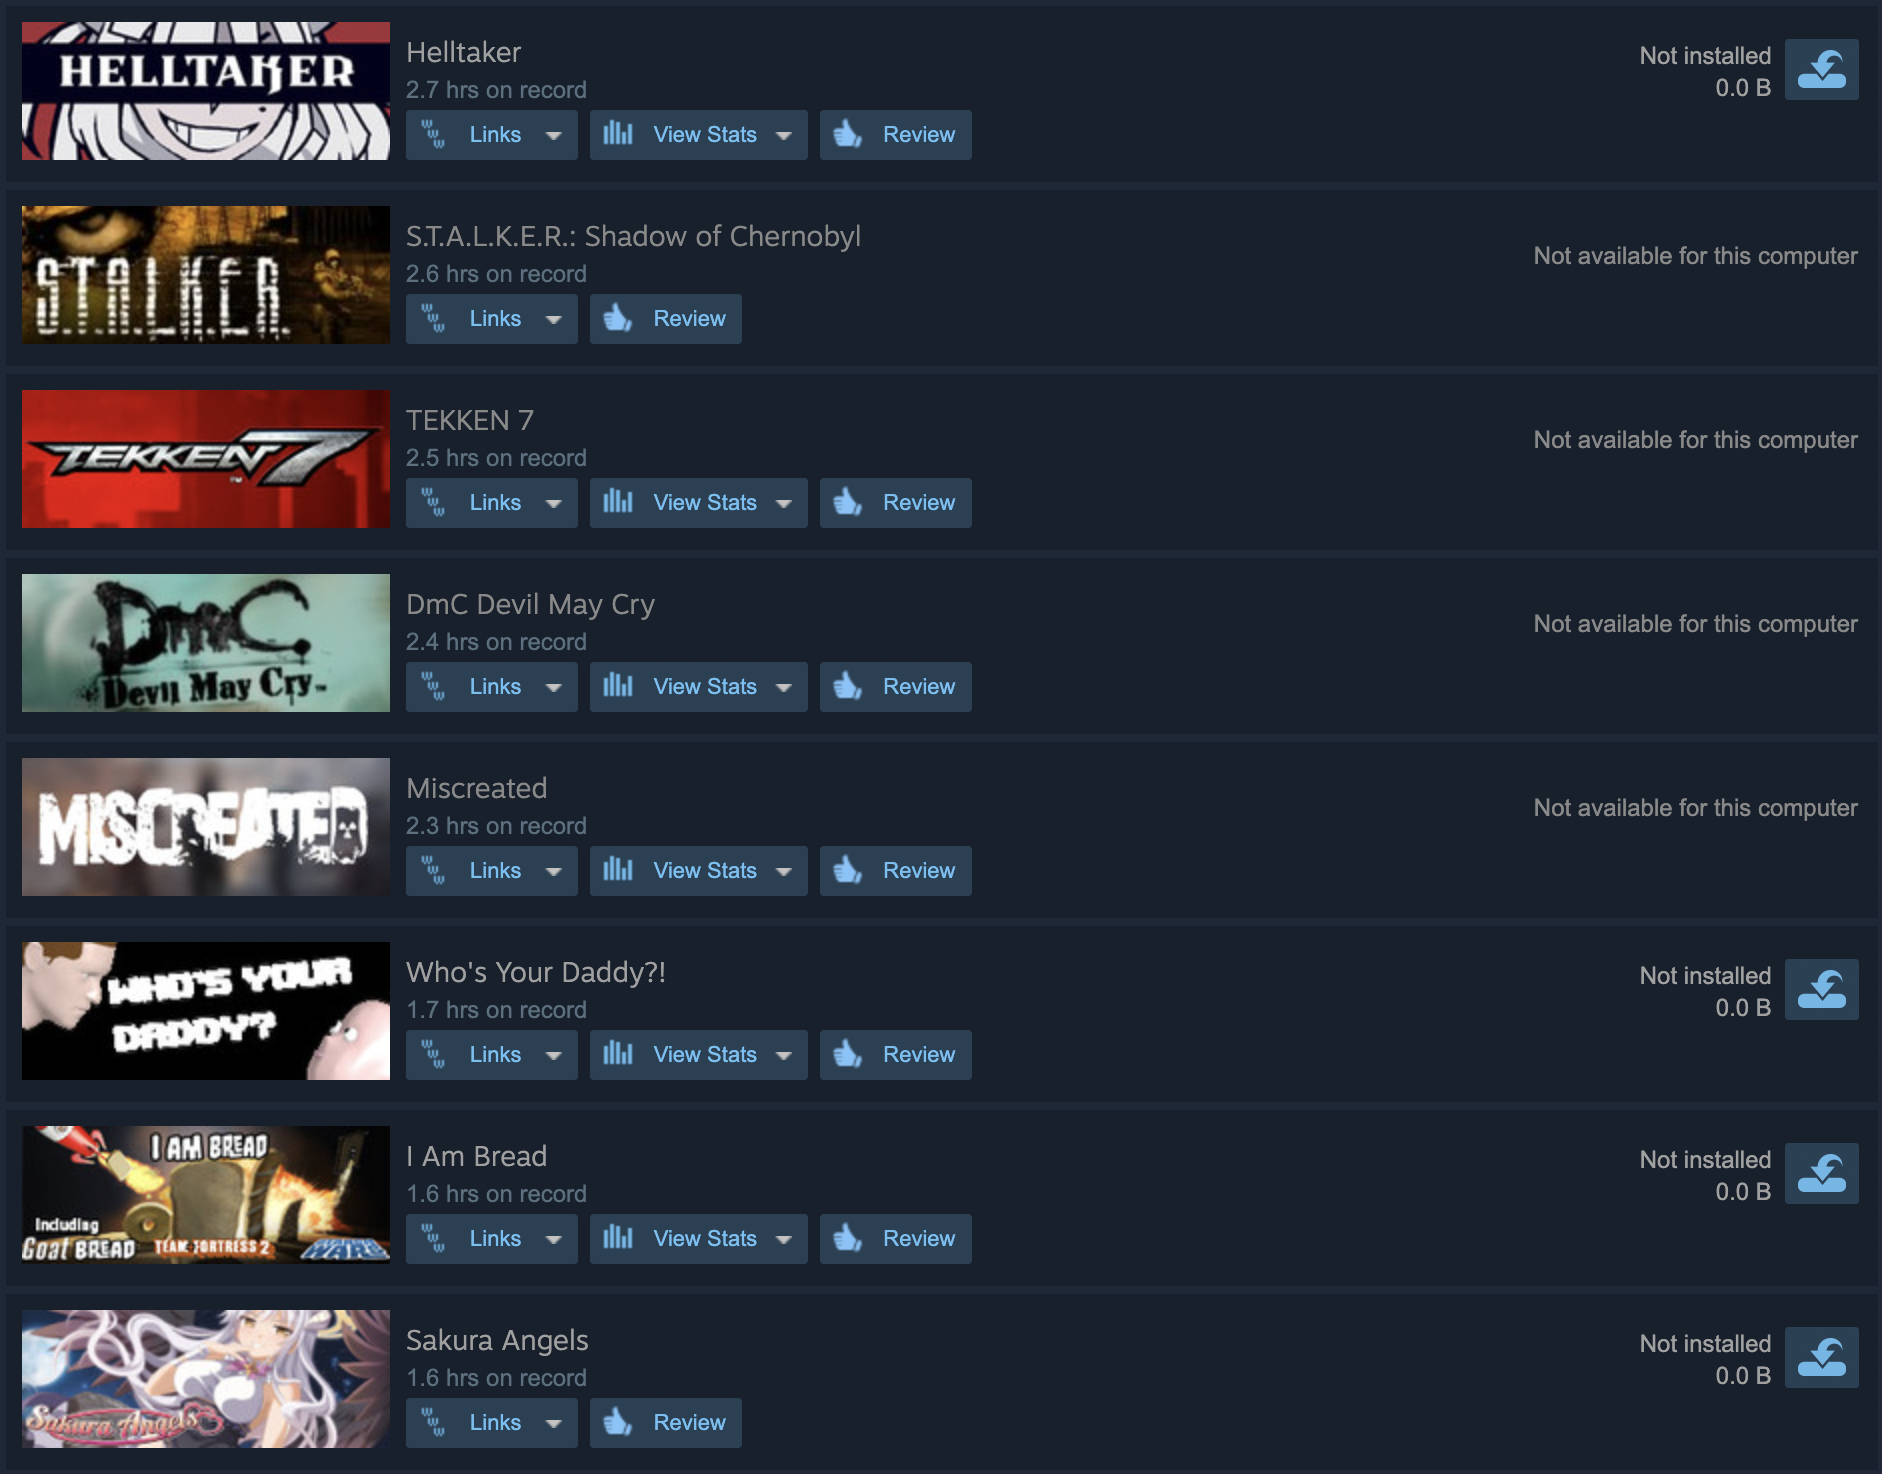 HELLTAKER
Helltaker
2.7 hrs on record
Links
View Stats
Review
Not installed
0.0 B
S.T.A.L.K.E.R.
S.T.A.L.K.E.R.: Shadow of Chernobyl
2.6 hrs on record
Links
Review
Not available for this computer
TEKKEN 7
TM
TEKKEN 7
2.5 hrs on record
Links
View Stats
Review
Not available for this computer
DmC
Devil May Cry™
DmC Devil May Cry
2.4 hrs on record
Links
View Stats
Review
Not available for this computer
MISCREATED
Miscreated
2.3 hrs on record
Links
View Stats
Review
Not available for this computer
WHO'S YOUR
DADDY?
Who's Your Daddy?!
1.7 hrs on record
Links
View Stats
Review
Not installed
0.0 B
I AM BREAD
Including
Goat BREAD
TEAM FORTRESS 2
I Am Bread
1.6 hrs on record
Links
View Stats
Review
Not installed
0.0 B
Sakura Angels
Sakura Angels
1.6 hrs on record
Links
Review
Not installed
0.0 B